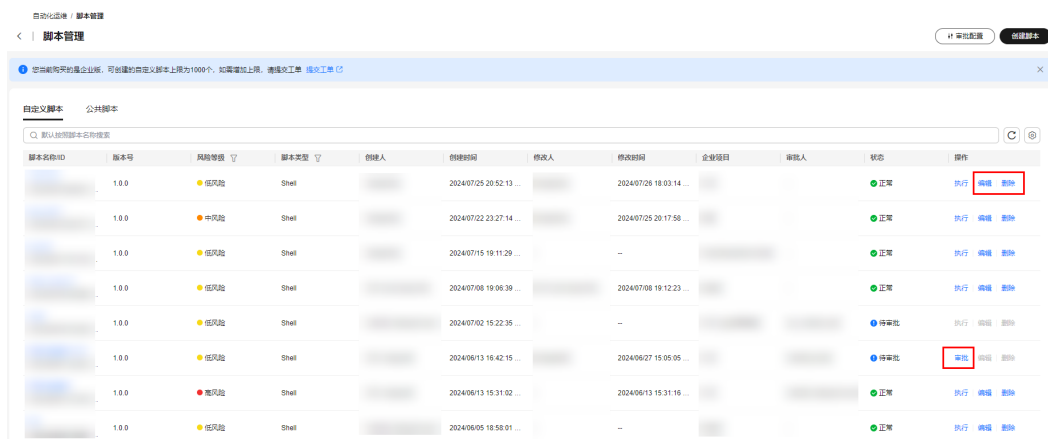 自动化运维 / 脚本管理
脚本管理
审批配置
创建脚本
您当前购买的是企业版，可创建的自定义脚本上限为1000个，如需增加上限，请提交工单 提交工单
自定义脚本 公共脚本
默认按照脚本名称搜索
脚本名称/ID 版本号 风险等级 脚本类型 创建人 创建时间 修改人 修改时间 企业项目 审批人 状态 操作
1.0.0 低风险 Shell 2024/07/25 20:52:13 ... 2024/07/26 18:03:14 ... 正常 执行 编辑 删除
1.0.0 中风险 Shell 2024/07/22 23:27:14 ... 2024/07/25 20:17:58 ... 正常 执行 编辑 删除
1.0.0 低风险 Shell 2024/07/15 19:11:29 ... -- 正常 执行 编辑 删除
1.0.0 低风险 Shell 2024/07/08 19:06:39 ... 2024/07/08 19:12:23 ... 正常 执行 编辑 删除
1.0.0 低风险 Shell 2024/07/02 15:22:35 ... -- 待审批 执行 编辑 删除
1.0.0 低风险 Shell 2024/06/13 16:42:15 ... 2024/06/27 15:05:05 ... 待审批 审批 编辑 删除
1.0.0 高风险 Shell 2024/06/13 15:31:02 ... 2024/06/13 15:31:16 ... 正常 执行 编辑 删除
1.0.0 低风险 Shell 2024/06/05 18:58:01 ... -- 正常 执行 编辑 删除